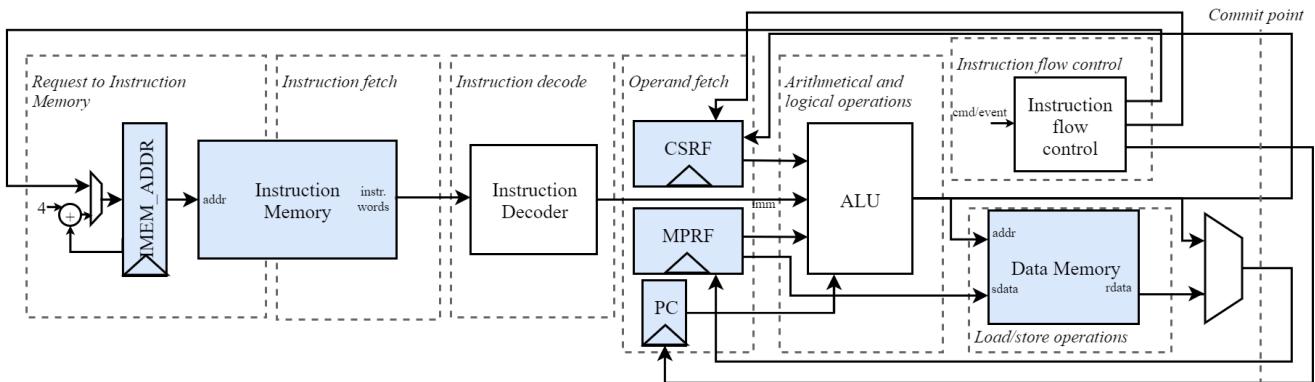 Commit point
Request to Instruction
Memory
Instruction fetch
Instruction decode
Operand fetch
Arithmetical and
logical operations
Instruction flow control
cmd/event
Instruction
flow
control
4
+
IMEM_ADDR
addr
Instruction
Memory
instr.
words
Instruction
Decoder
CSRF
imm
MPRF
PC
ALU
addr
Data Memory
sdata
rdata
Load/store operations